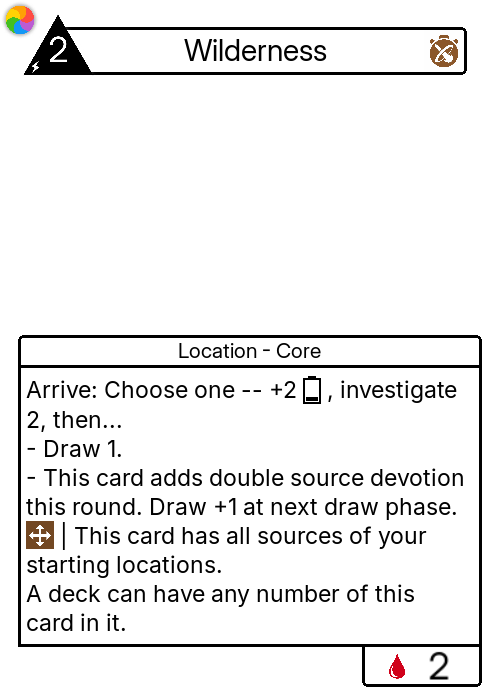 2
Wilderness
Location - Core
Arrive: Choose one -- +2 , investigate
2, then...
- Draw 1.
- This card adds double source devotion
this round. Draw +1 at next draw phase.
| This card has all sources of your
starting locations.
A deck can have any number of this
card in it.
2